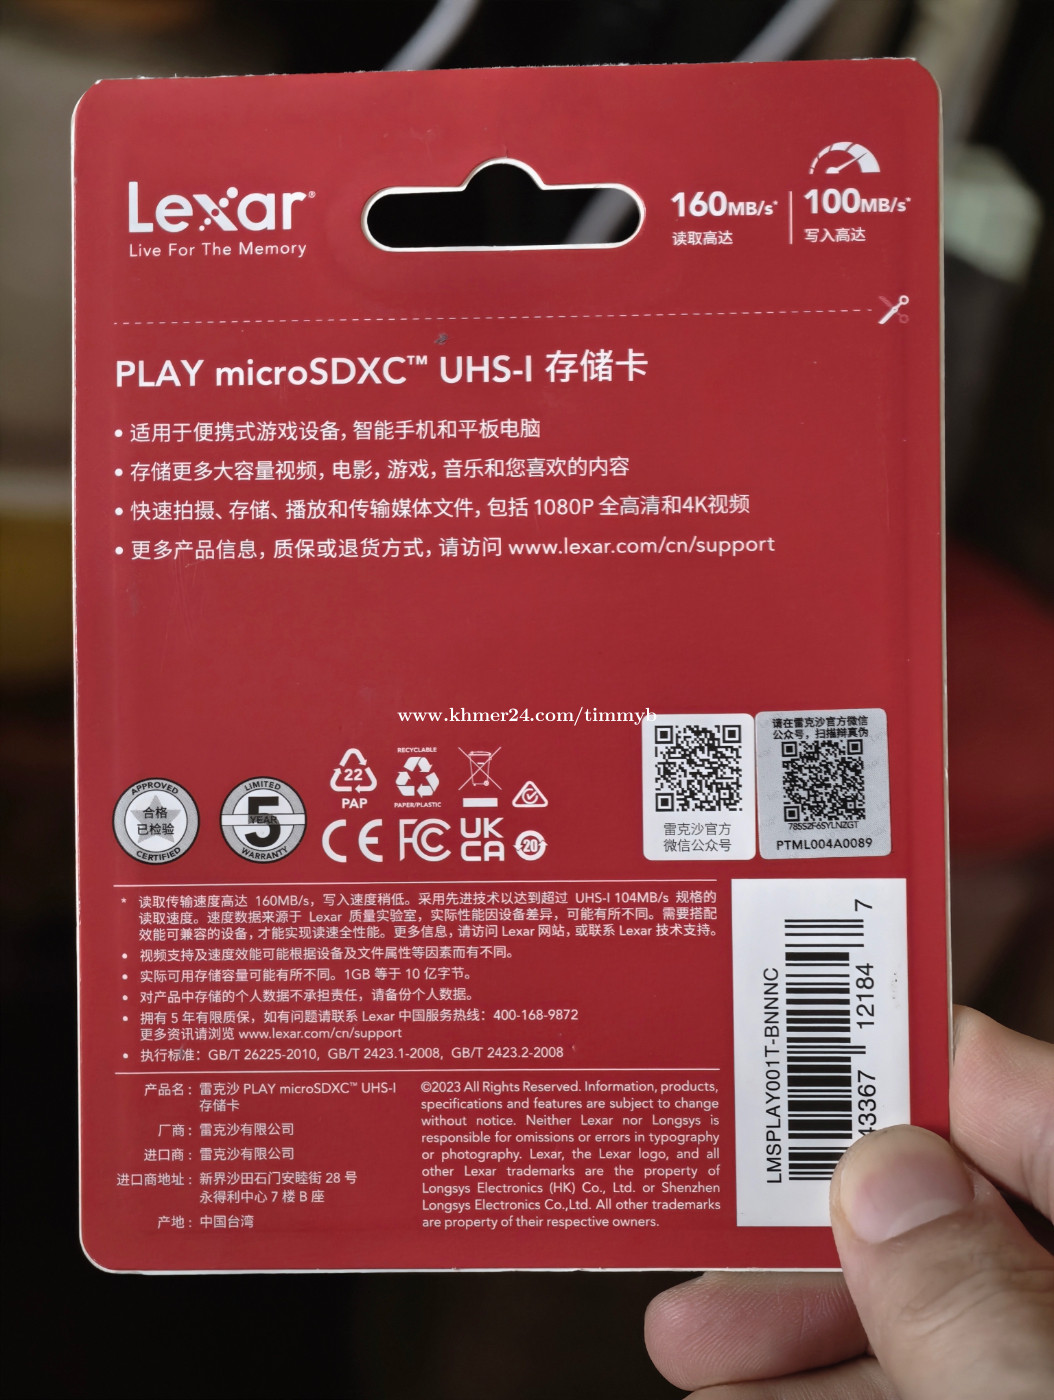 Lexar®
Live For The Memory
160MB/s*
读取高达
100MB/s*
写入高达
PLAY microSDXC™ UHS-I 存储卡
• 适用于便携式游戏设备, 智能手机和平板电脑
• 存储更多大容量视频, 电影, 游戏, 音乐和您喜欢的内容
• 快速拍摄、存储、播放和传输媒体文件, 包括 1080P 全高清和4K视频
• 更多产品信息, 质保或退货方式, 请访问 www.lexar.com/cn/support
www.khmer24.com/timmyb
APPROVED
合格
已检验
CERTIFIED
LIMITED
5
YEAR
WARRANTY
22
PAP
RECYCLABLE
PAPER/PLASTIC
CE
FC
UK
CA
20
雷克沙官方
微信公众号
请在雷克沙官方微信
公众号, 扫描辨真伪
785SZF6SYLNZGT
PTML004A0089
* 读取传输速度高达 160MB/s, 写入速度稍低。采用先进技术以达到超过 UHS-I 104MB/s 规格的
读取速度。速度数据来源于 Lexar 质量实验室, 实际性能因设备差异, 可能有所不同。需要搭配
效能可兼容的设备, 才能实现读速全性能。更多信息, 请访问 Lexar 网站, 或联系 Lexar 技术支持。
• 视频支持及速度效能可能根据设备及文件属性等因素而有不同。
• 实际可用存储容量可能有所不同。1GB 等于 10 亿字节。
• 对产品中存储的个人数据不承担责任, 请备份个人数据。
• 拥有 5 年有限质保, 如有问题请联系 Lexar 中国服务热线: 400-168-9872
更多资讯请浏览 www.lexar.com/cn/support
• 执行标准: GB/T 26225-2010, GB/T 2423.1-2008, GB/T 2423.2-2008
产品名: 雷克沙 PLAY microSDXC™ UHS-I
存储卡
厂商: 雷克沙有限公司
进口商: 雷克沙有限公司
进口商地址: 新界沙田石门安睦街 28 号
永得利中心 7 楼 B 座
产地: 中国台湾
©2023 All Rights Reserved. Information, products,
specifications and features are subject to change
without notice. Neither Lexar nor Longsys is
responsible for omissions or errors in typography
or photography. Lexar, the Lexar logo, and all
other Lexar trademarks are the property of
Longsys Electronics (HK) Co., Ltd. or Shenzhen
Longsys Electronics Co.,Ltd. All other trademarks
are property of their respective owners.
LMSPLAY001T-BNNNC
43367 12184 7